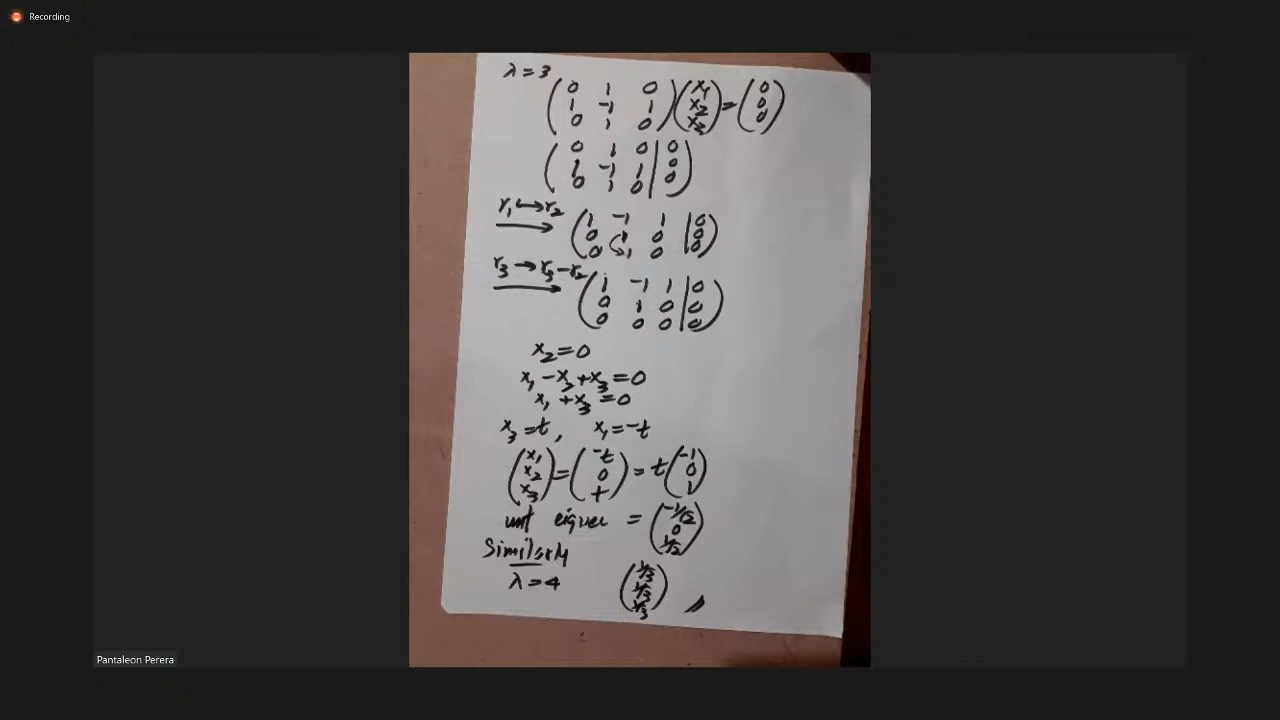 Recording
λ = 3
(0 1 0; 1 -1 1; 0 1 0) (x₁; x₂; x₃) = (0; 0; 0)
(0 1 0 | 0; 1 -1 1 | 0; 0 1 0 | 0)
r₁ ↔ r₂ (1 -1 1 | 0; 0 1 0 | 0; 0 1 0 | 0)
r₃ → r₃ - r₂ (1 -1 1 | 0; 0 1 0 | 0; 0 0 0 | 0)
x₂ = 0
x₁ - x₂ + x₃ = 0
x₁ + x₃ = 0
x₃ = t, x₁ = -t
(x₁; x₂; x₃) = (-t; 0; t) = t (-1; 0; 1)
unit eigvec = (-1/√2; 0; 1/√2)
Similarly
λ = 4 (1/√3; 1/√3; 1/√3)
Pantaleon Perera